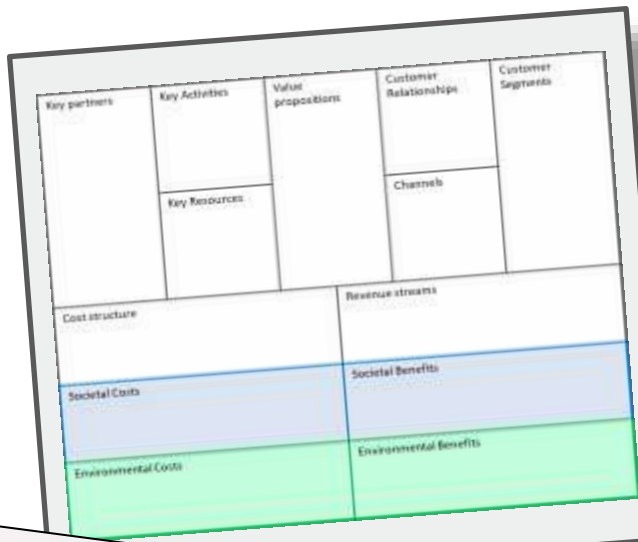 Key partners
Key Activities
Value
propositions
Customer
Relationships
Customer
Segments
Key Resources
Channels
Cost structure
Revenue streams
Societal Costs
Societal Benefits
Environmental Costs
Environmental Benefits